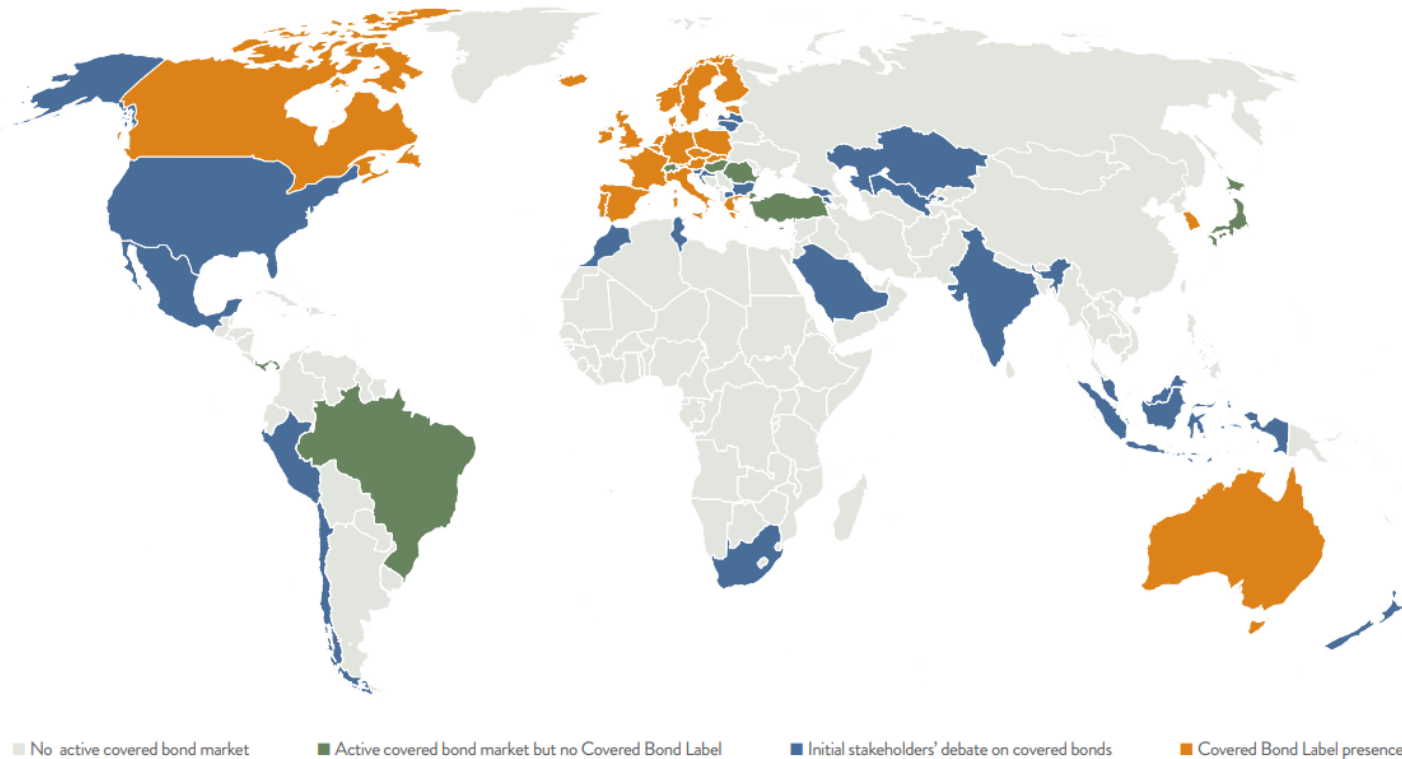 No active covered bond market
Active covered bond market but no Covered Bond Label
Initial stakeholders' debate on covered bonds
Covered Bond Label presence